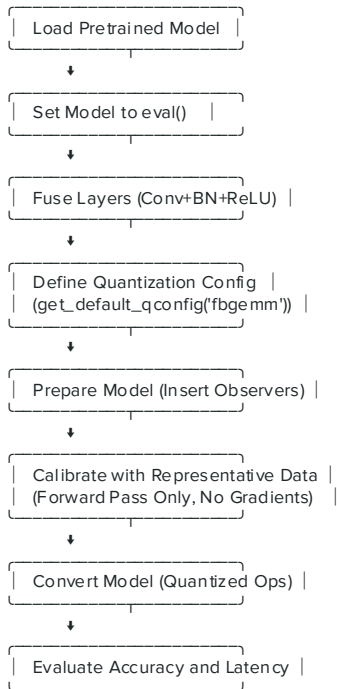 Load Pretrained Model
Set Model to eval()
Fuse Layers (Conv+BN+ReLU)
Define Quantization Config
(get_default_qconfig('fbgemm'))
Prepare Model (Insert Observers)
Calibrate with Representative Data
(Forward Pass Only, No Gradients)
Convert Model (Quantized Ops)
Evaluate Accuracy and Latency